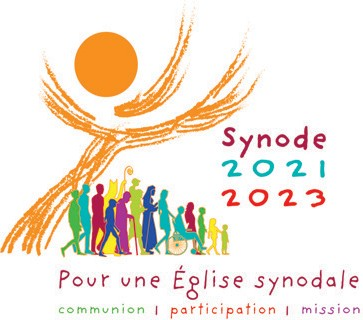 Synode
2021
2023
Pour une Église synodale
communion | participation | mission